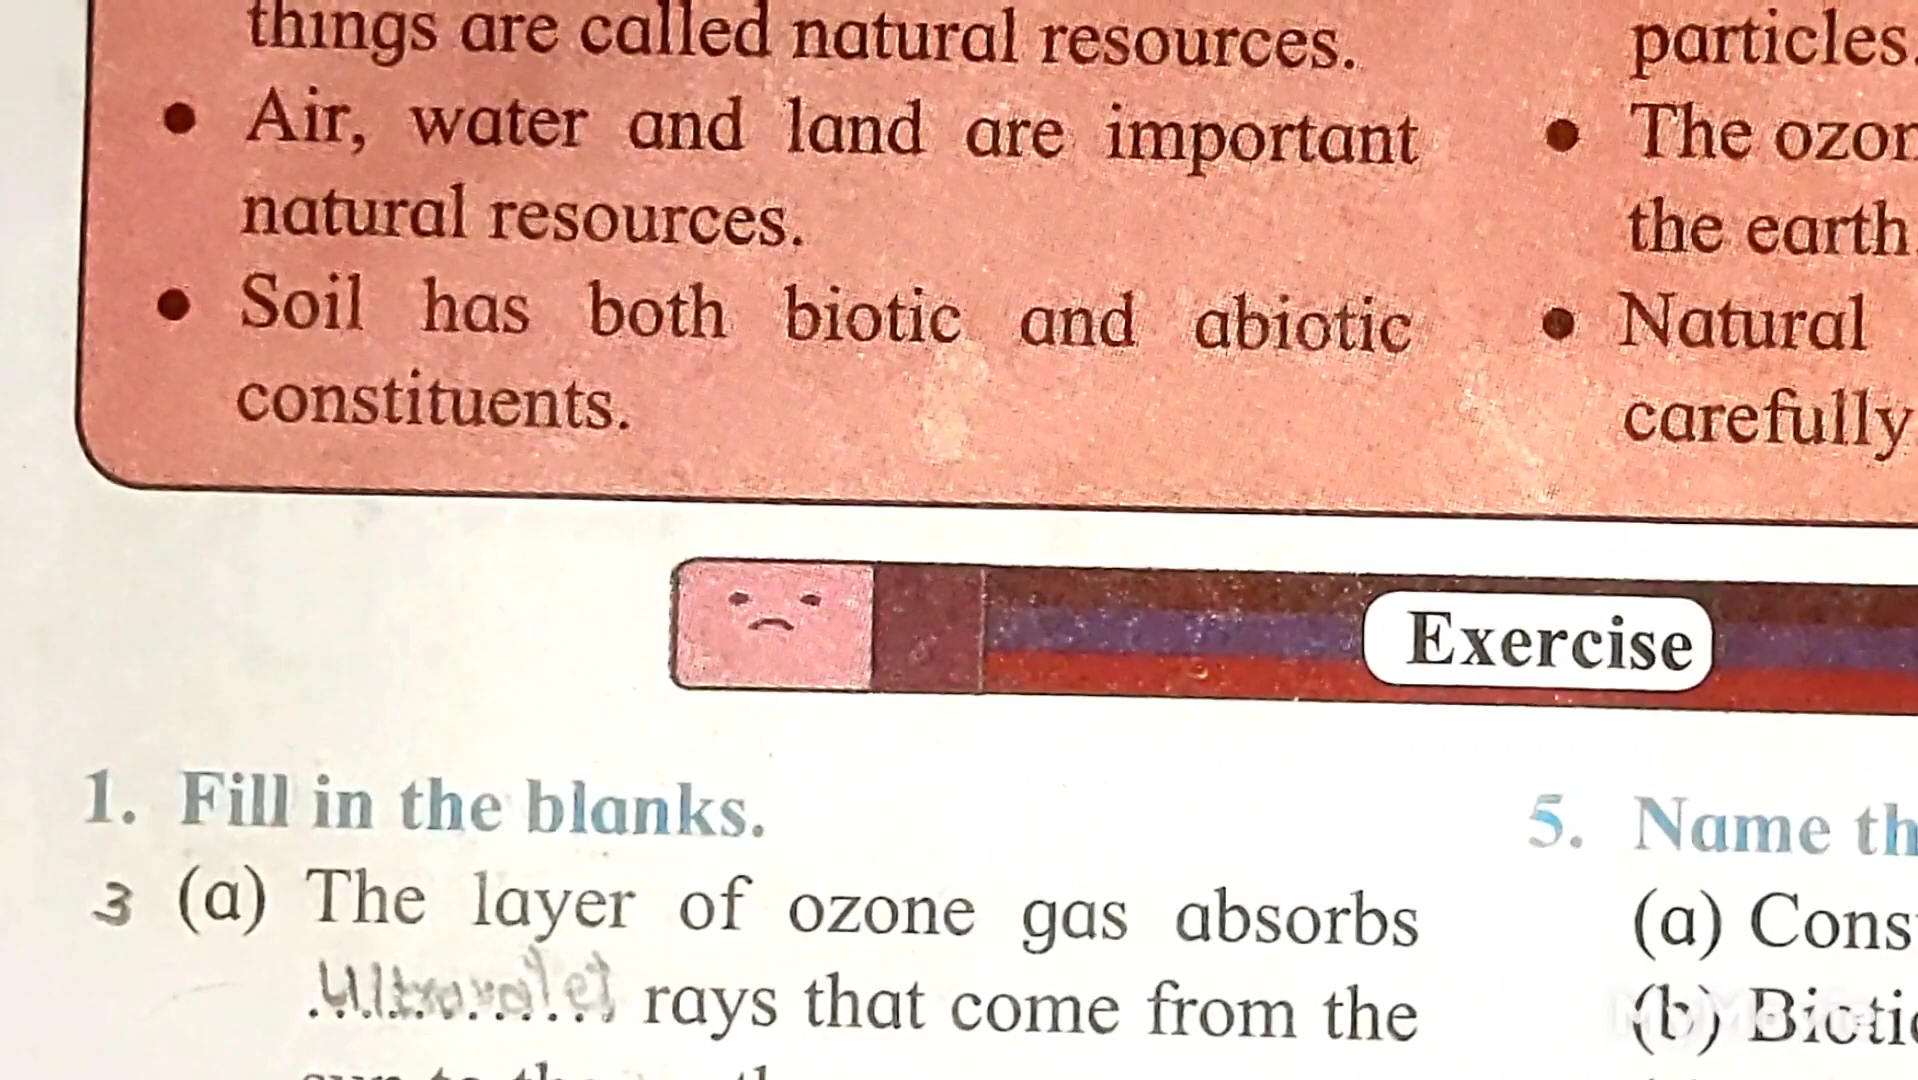 things are called natural resources.
• Air, water and land are important
natural resources.
• Soil has both biotic and abiotic
constituents.
particles.
• The ozon
the earth
• Natural
carefully
Exercise
1. Fill in the blanks.
3 (a) The layer of ozone gas absorbs
rays that come from the
5. Name th
(a) Cons
(b) Biotic